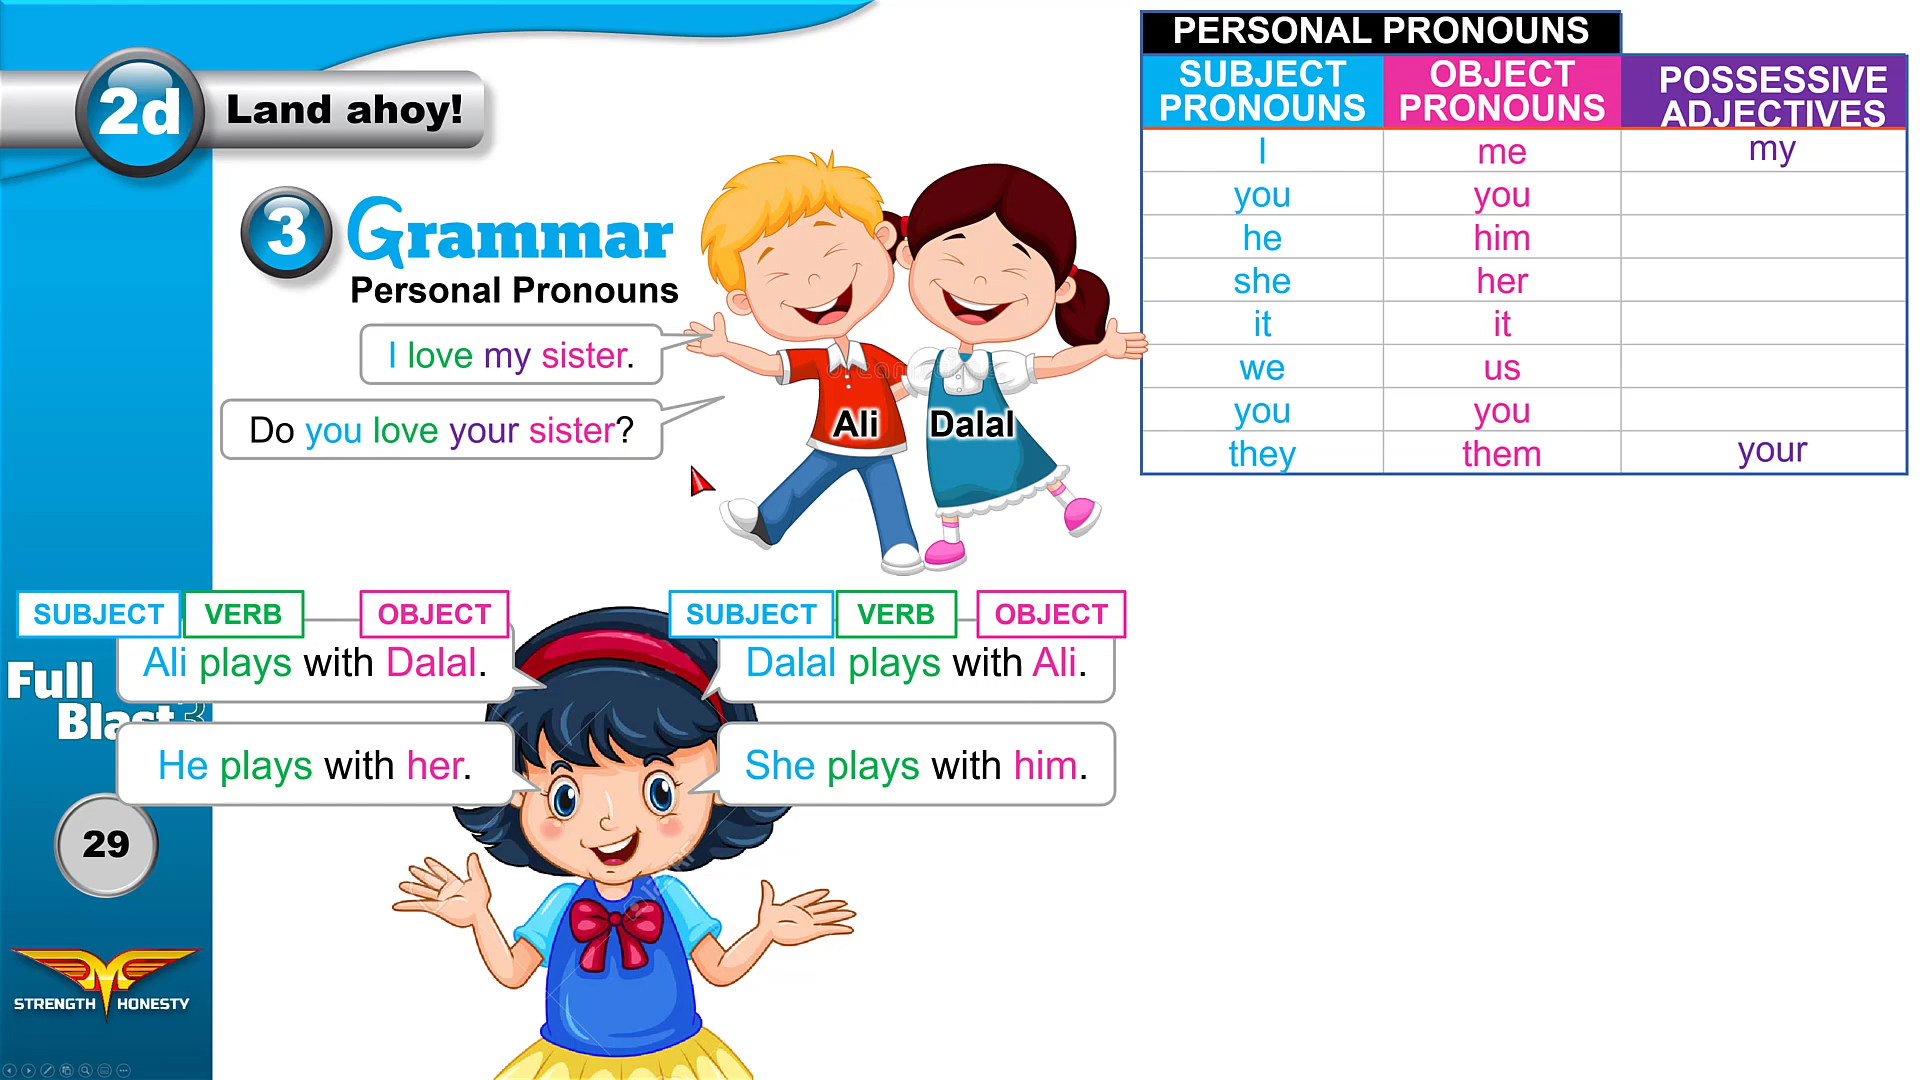 2d
Land ahoy!
3 Grammar
Personal Pronouns
I love my sister.
Do you love your sister?
Ali
Dalal
PERSONAL PRONOUNS
SUBJECT PRONOUNS OBJECT PRONOUNS POSSESSIVE ADJECTIVES
I me my
you you
he him
she her
it it
we us
you you
they them your
SUBJECT VERB OBJECT
Ali plays with Dalal.
He plays with her.
SUBJECT VERB OBJECT
Dalal plays with Ali.
She plays with him.
Full
Blast 3
29
STRENGTH HONESTY